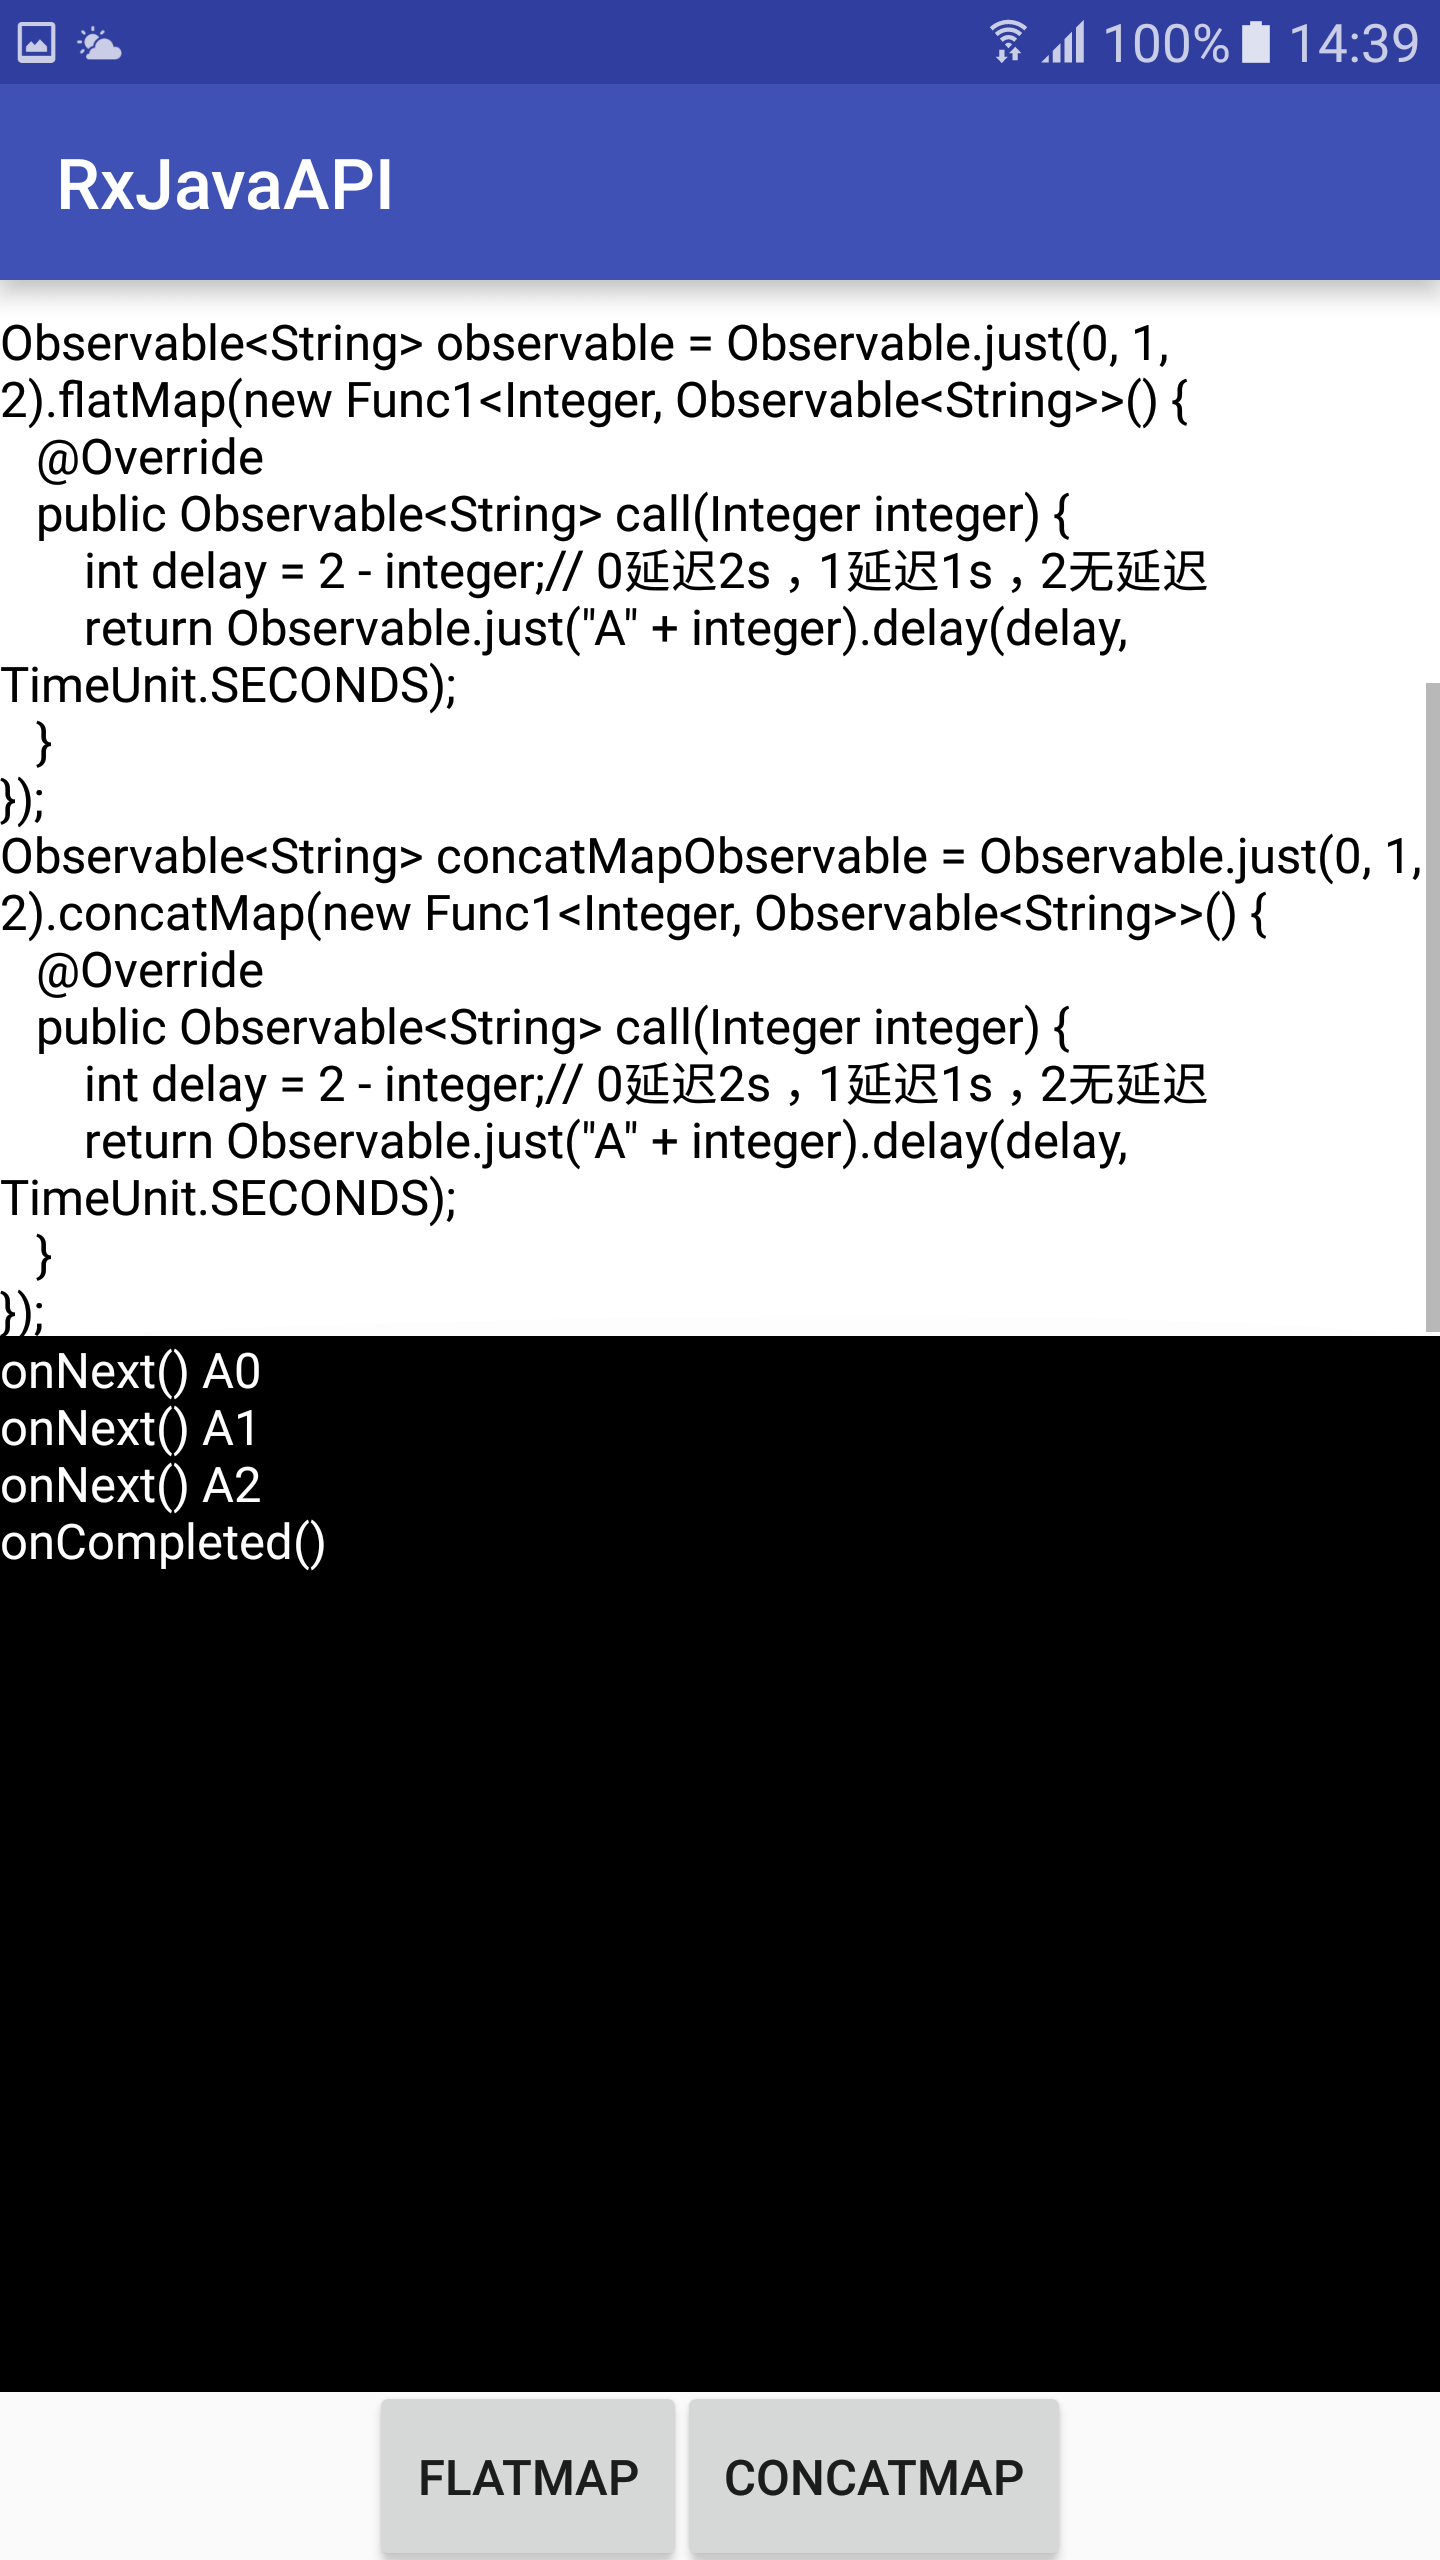 100% 14:39
RxJavaAPI
Observable<String> observable = Observable.just(0, 1,
2).flatMap(new Func1<Integer, Observable<String>>() {
@Override
public Observable<String> call(Integer integer) {
int delay = 2 - integer;// 0延迟2s，1延迟1s，2无延迟
return Observable.just("A" + integer).delay(delay,
TimeUnit.SECONDS);
}
});
Observable<String> concatMapObservable = Observable.just(0, 1,
2).concatMap(new Func1<Integer, Observable<String>>() {
@Override
public Observable<String> call(Integer integer) {
int delay = 2 - integer;// 0延迟2s，1延迟1s，2无延迟
return Observable.just("A" + integer).delay(delay,
TimeUnit.SECONDS);
}
});
onNext() A0
onNext() A1
onNext() A2
onCompleted()
FLATMAP CONCATMAP